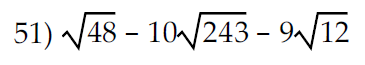 51) √48 – 10√243 – 9√12